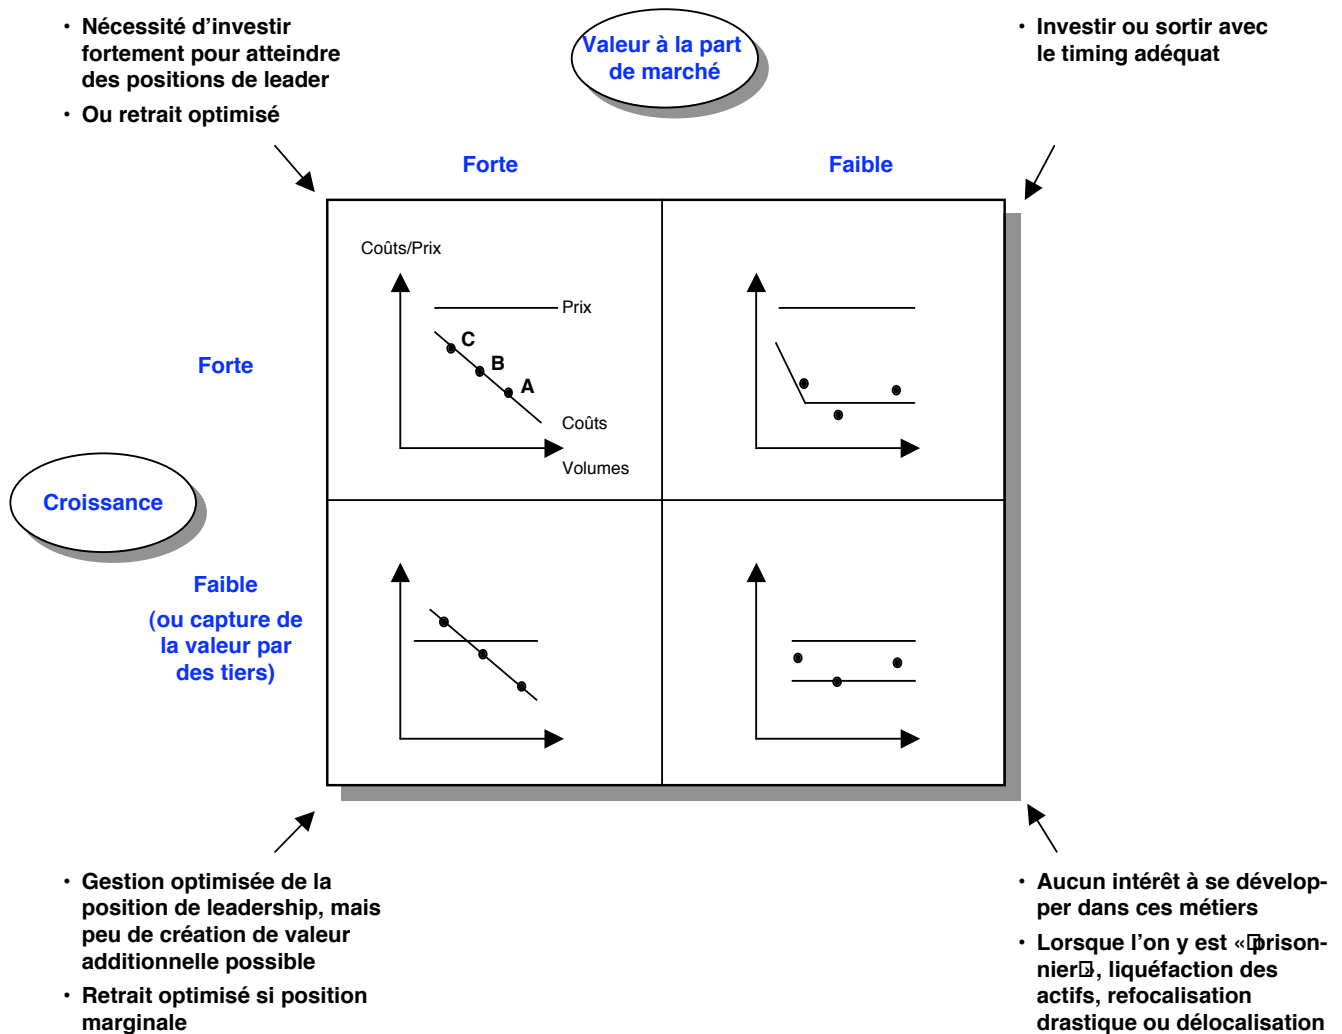 • Nécessité d'investir
fortement pour atteindre
des positions de leader
• Ou retrait optimisé
Valeur à la part
de marché
• Investir ou sortir avec
le timing adéquat
Forte
Faible
Coûts/Prix
Prix
C
B
A
Coûts
Volumes
Forte
Croissance
Faible
(ou capture de
la valeur par
des tiers)
• Gestion optimisée de la
position de leadership, mais
peu de création de valeur
additionnelle possible
• Retrait optimisé si position
marginale
• Aucun intérêt à se dévelop-
per dans ces métiers
• Lorsque l'on y est « prison-
nier », liquéfaction des
actifs, refocalisation
drastique ou délocalisation